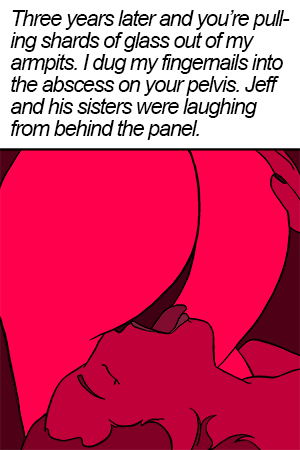 Three years later and you're pull-
ing shards of glass out of my
armpits. I dug my fingernails into
the abscess on your pelvis. Jeff
and his sisters were laughing
from behind the panel.